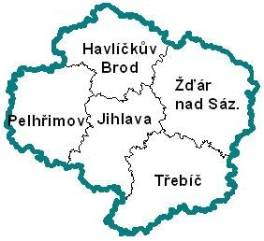 Havlíčkův
Brod
Žďár
nad Sáz.
Pelhřimov
Jihlava
Třebíč